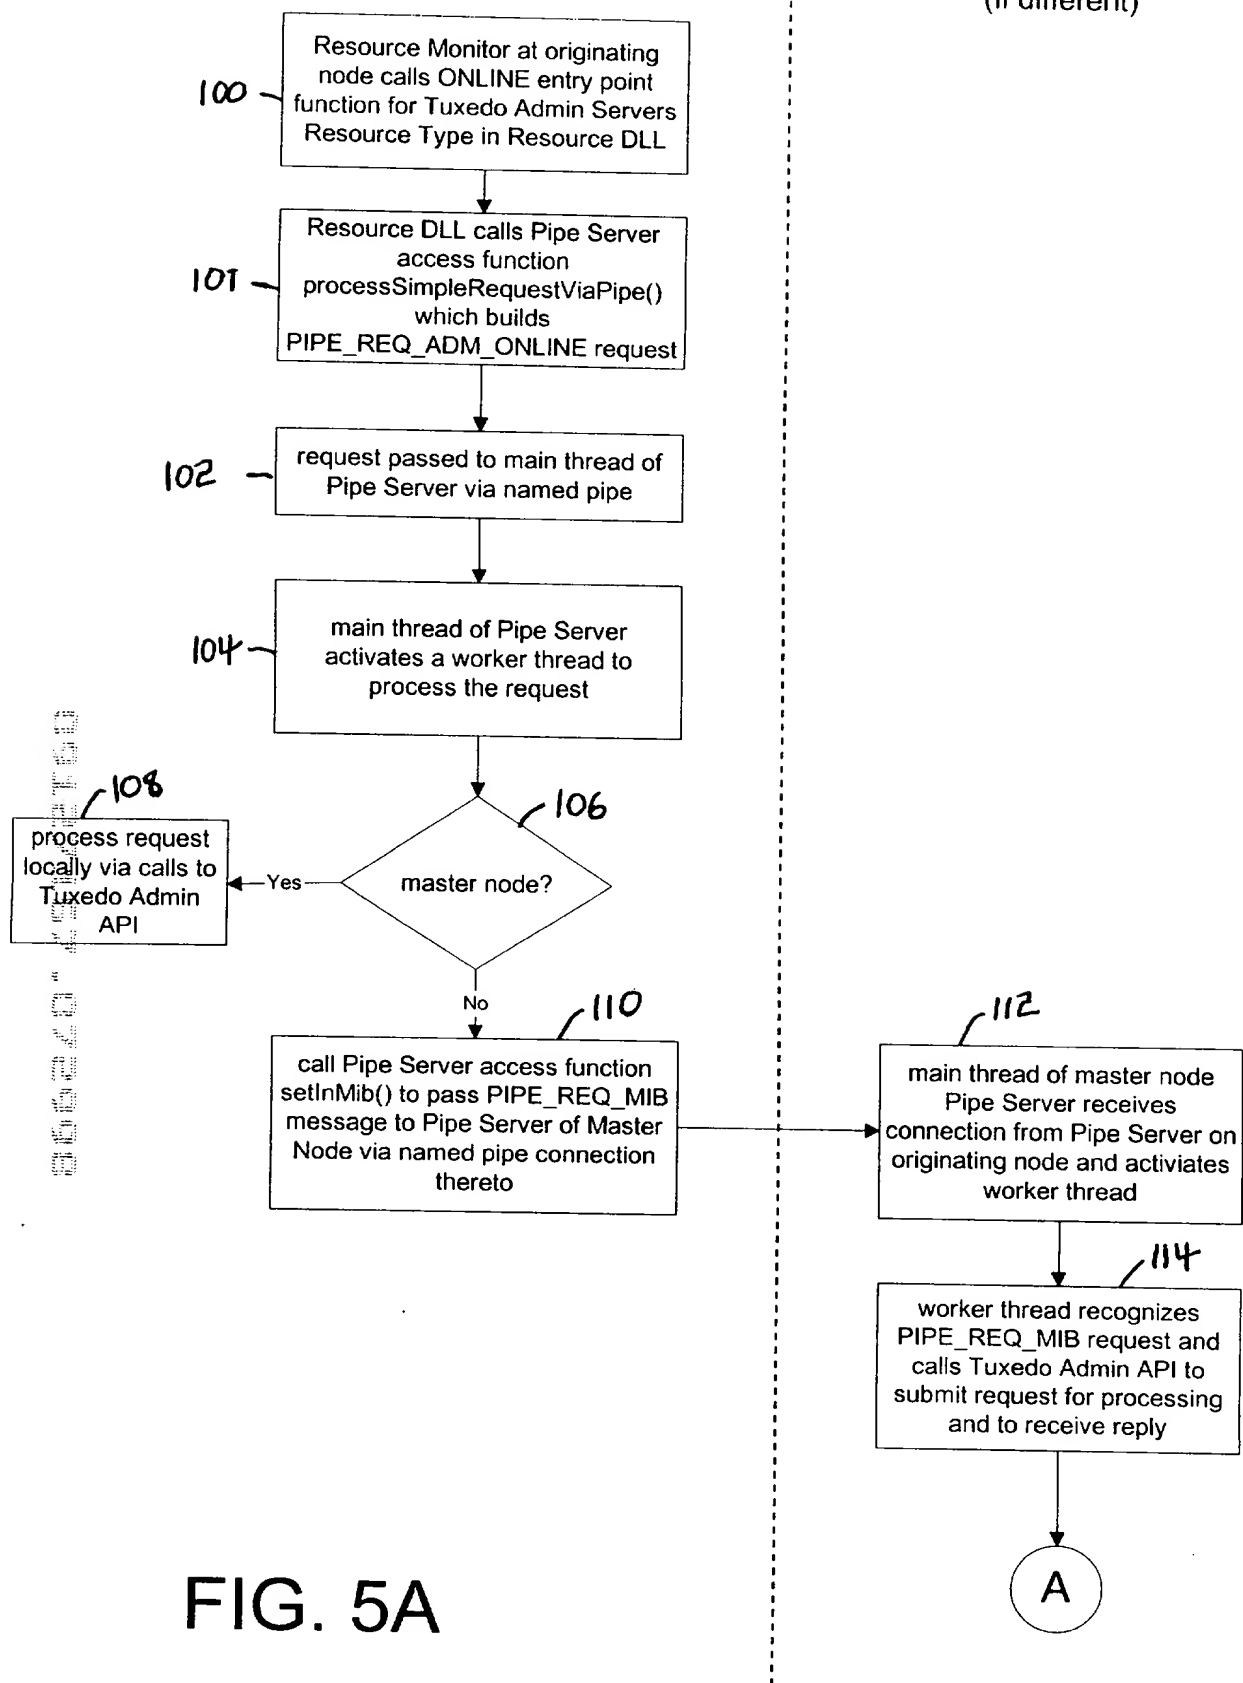 (if different)
Resource Monitor at originating
node calls ONLINE entry point
function for Tuxedo Admin Servers
Resource Type in Resource DLL
100
Resource DLL calls Pipe Server
access function
processSimpleRequestViaPipe()
which builds
PIPE_REQ_ADM_ONLINE request
101
request passed to main thread of
Pipe Server via named pipe
102
main thread of Pipe Server
activates a worker thread to
process the request
104
106
master node?
Yes
108
process request
locally via calls to
Tuxedo Admin
API
No
110
call Pipe Server access function
setInMib() to pass PIPE_REQ_MIB
message to Pipe Server of Master
Node via named pipe connection
thereto
112
main thread of master node
Pipe Server receives
connection from Pipe Server on
originating node and activiates
worker thread
114
worker thread recognizes
PIPE_REQ_MIB request and
calls Tuxedo Admin API to
submit request for processing
and to receive reply
A
FIG. 5A